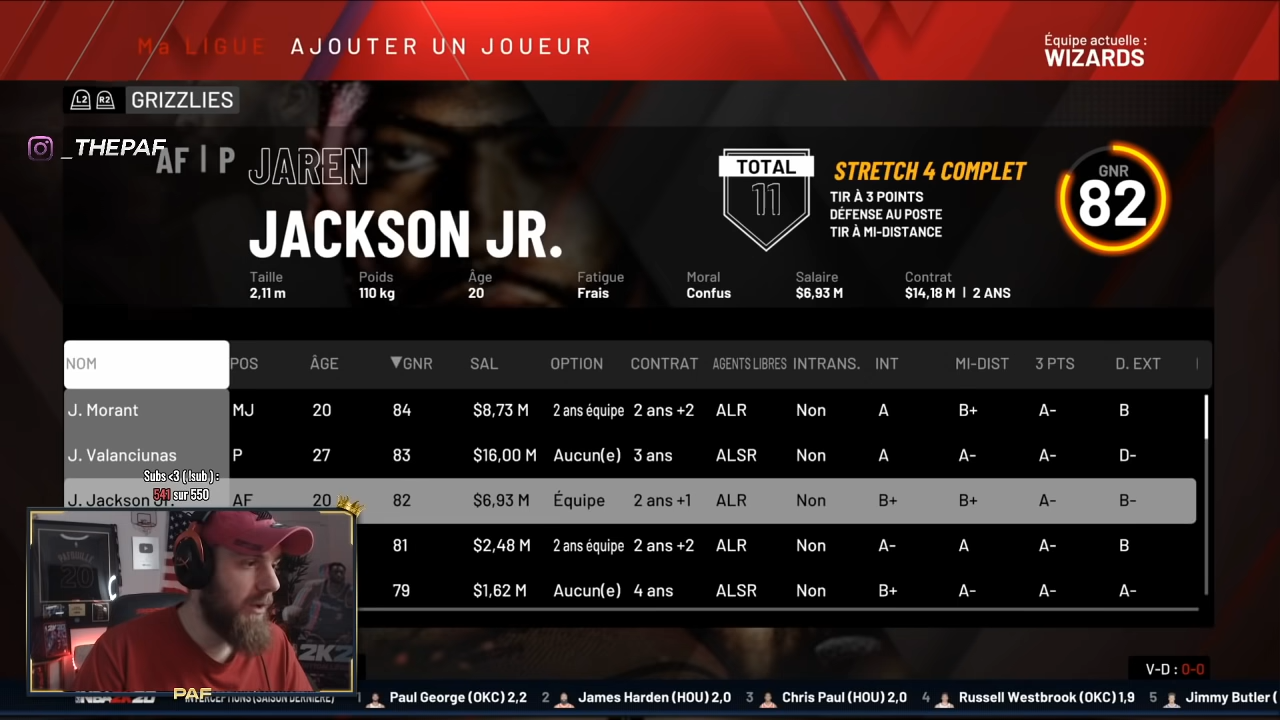 Ma LIGUE AJOUTER UN JOUEUR
Équipe actuelle :
WIZARDS
L2 R2 GRIZZLIES
_THEPAF
AF | P JAREN
JACKSON JR.
TOTAL
11
STRETCH 4 COMPLET
TIR À 3 POINTS
DÉFENSE AU POSTE
TIR À MI-DISTANCE
GNR
82
Taille Poids Âge Fatigue Moral Salaire Contrat
2,11 m 110 kg 20 Frais Confus $6,93 M $14,18 M | 2 ANS
NOM POS ÂGE ▼GNR SAL OPTION CONTRAT AGENTS LIBRES INTRANS. INT MI-DIST 3 PTS D. EXT
J. Morant MJ 20 84 $8,73 M 2 ans équipe 2 ans +2 ALR Non A B+ A- B
J. Valanciunas P 27 83 $16,00 M Aucun(e) 3 ans ALSR Non A A- A- D-
Subs <3 ( !sub ) :
541 sur 550
J. Jackson Jr. AF 20 82 $6,93 M Équipe 2 ans +1 ALR Non B+ B+ A- B-
81 $2,48 M 2 ans équipe 2 ans +2 ALR Non A- A A- B
79 $1,62 M Aucun(e) 4 ans ALSR Non B+ A- A- A-
PATOUILLE
20
2K2
V-D : 0-0
PAF
NBA2K20 INTERCEPTIONS (SAISON DERNIÈRE) 1 Paul George (OKC) 2,2 2 James Harden (HOU) 2,0 3 Chris Paul (HOU) 2,0 4 Russell Westbrook (OKC) 1,9 5 Jimmy Butler (